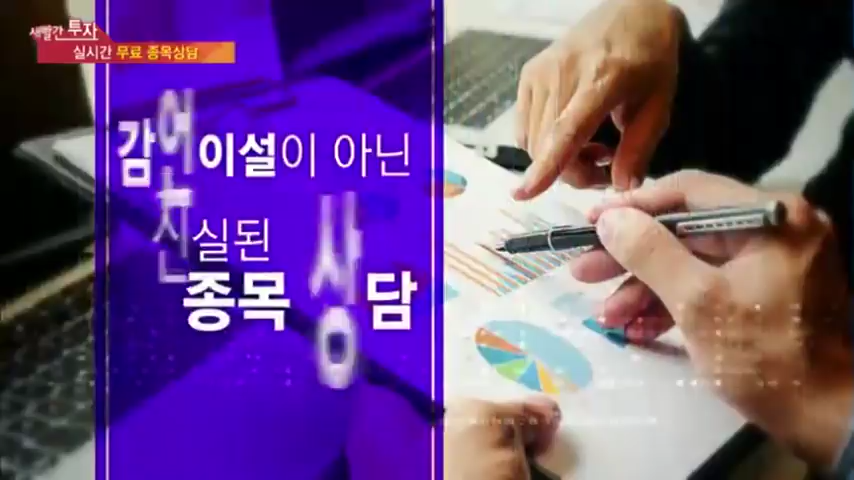 새빨간 투자
실시간 무료 종목상담
감언이설이 아닌
진실된
종목 상담